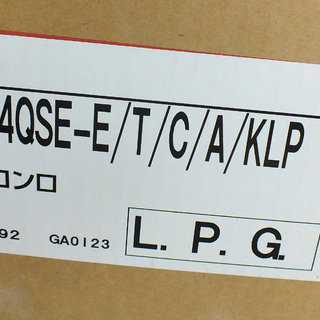 4QSE-E/T/C/A/KLP
コンロ
92 GA0123 L.P.G.